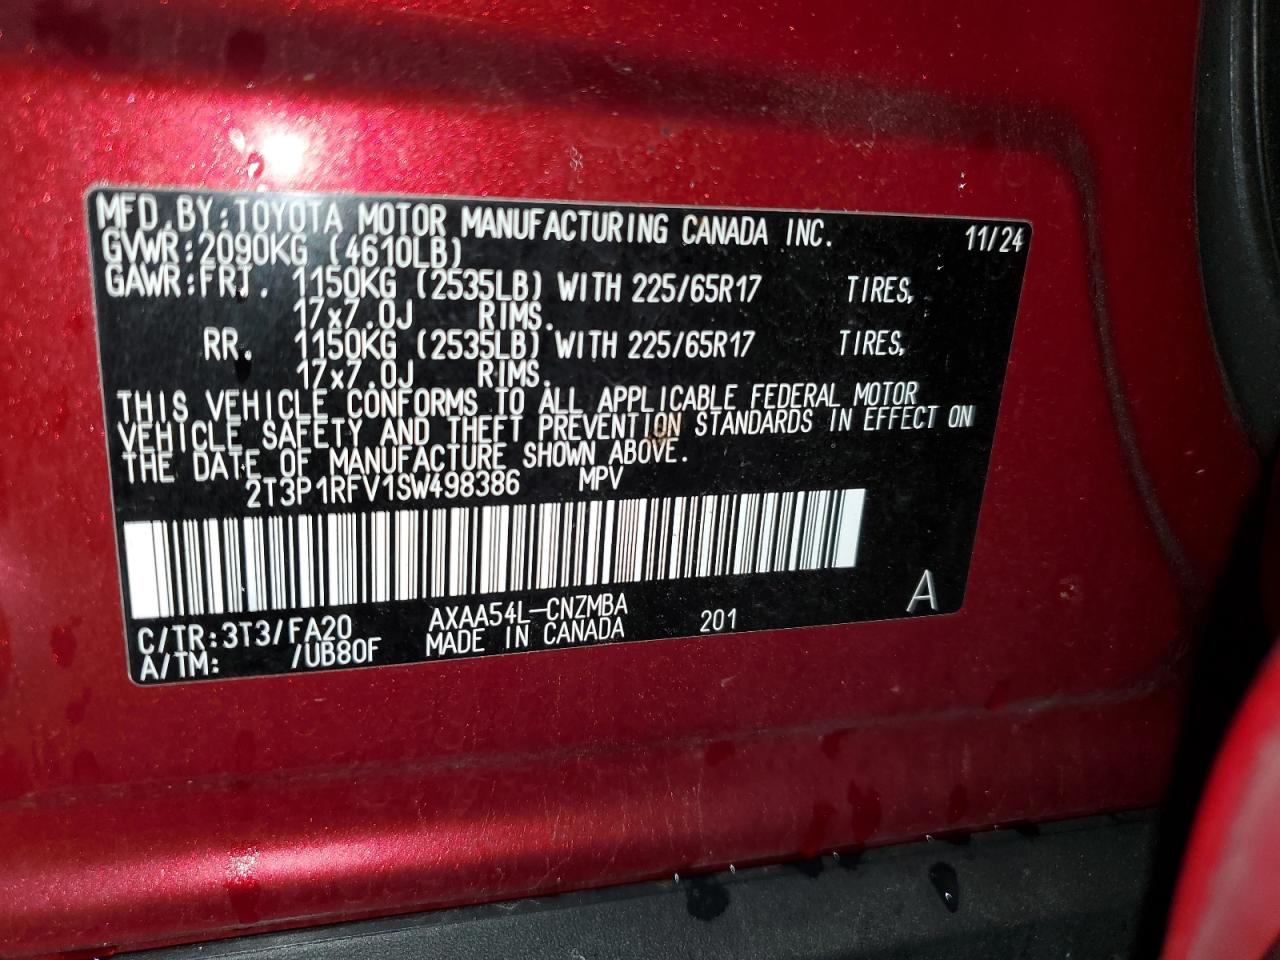 MFD. BY: TOYOTA MOTOR MANUFACTURING CANADA INC. 11/24
GVWR: 2090KG (4610LB)
GAWR: FRT. 1150KG (2535LB) WITH 225/65R17 TIRES,
17x7.0J RIMS.
RR. 1150KG (2535LB) WITH 225/65R17 TIRES,
17x7.0J RIMS.
THIS VEHICLE CONFORMS TO ALL APPLICABLE FEDERAL MOTOR
VEHICLE SAFETY AND THEFT PREVENTION STANDARDS IN EFFECT ON
THE DATE OF MANUFACTURE SHOWN ABOVE.
2T3P1RFV1SW498386 MPV
C/TR: 3T3/FA20 AXAA54L-CNZMBA 201 A
A/TM: /UB80F MADE IN CANADA